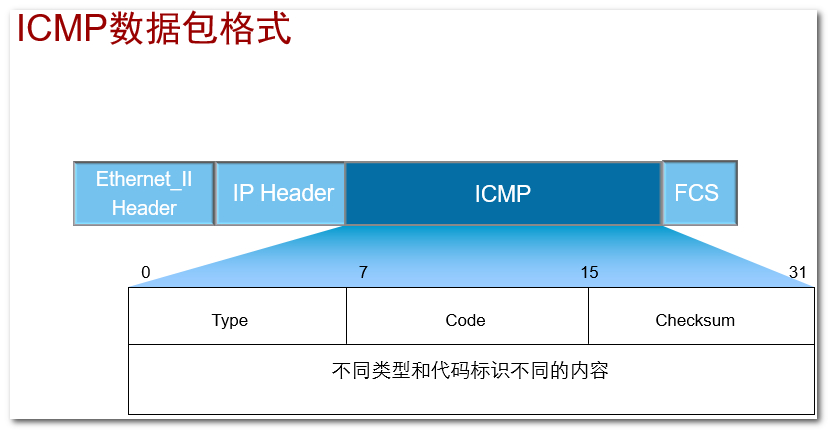 ICMP数据包格式
Ethernet_II
Header
IP Header
ICMP
FCS
0 7 15 31
Type Code Checksum
不同类型和代码标识不同的内容